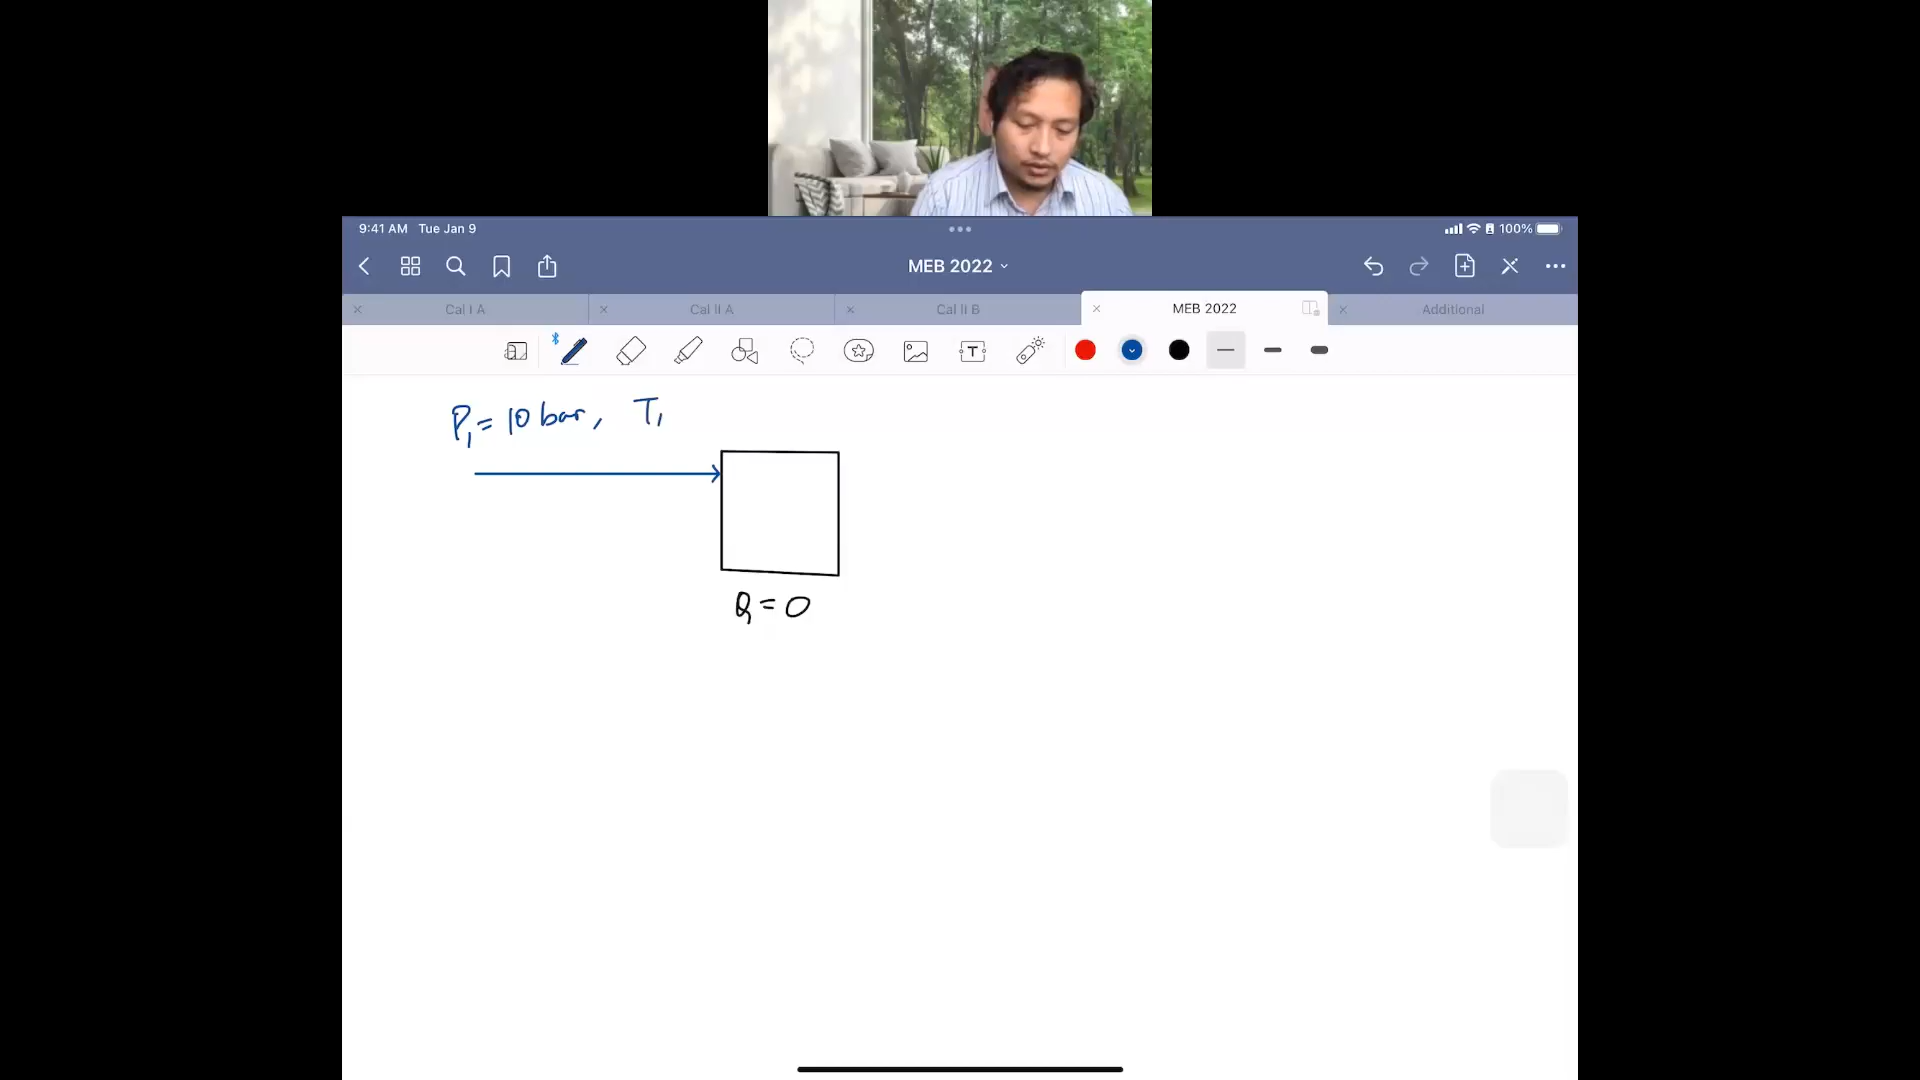 9:41 AM Tue Jan 9
100%
MEB 2022
Cal I A
Cal II A
Cal II B
MEB 2022
Additional
T
P₁ = 10 bar, T₁
Q = 0